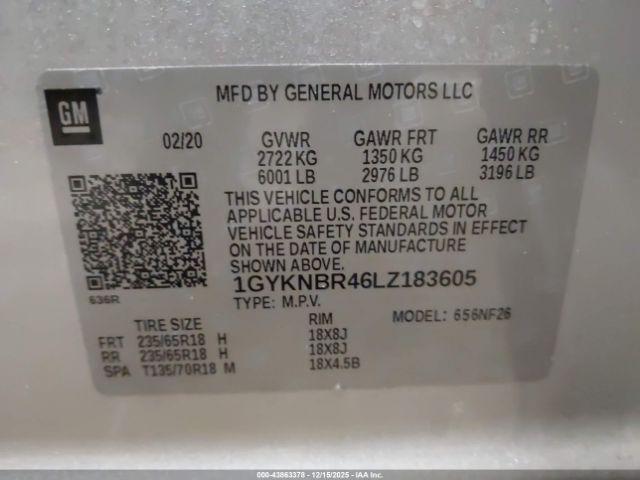 GM
MFD BY GENERAL MOTORS LLC
02/20 GVWR GAWR FRT GAWR RR
2722 KG 1350 KG 1450 KG
6001 LB 2976 LB 3196 LB
THIS VEHICLE CONFORMS TO ALL
APPLICABLE U.S. FEDERAL MOTOR
VEHICLE SAFETY STANDARDS IN EFFECT
ON THE DATE OF MANUFACTURE
SHOWN ABOVE.
1GYKNBR46LZ183605
636R
TYPE: M.P.V.
MODEL: 656NF26
TIRE SIZE RIM
FRT 235/65R18 H 18X8J
RR 235/65R18 H 18X8J
SPA T135/70R18 M 18X4.5B
000-43863378 - 12/15/2025 - IAA Inc.